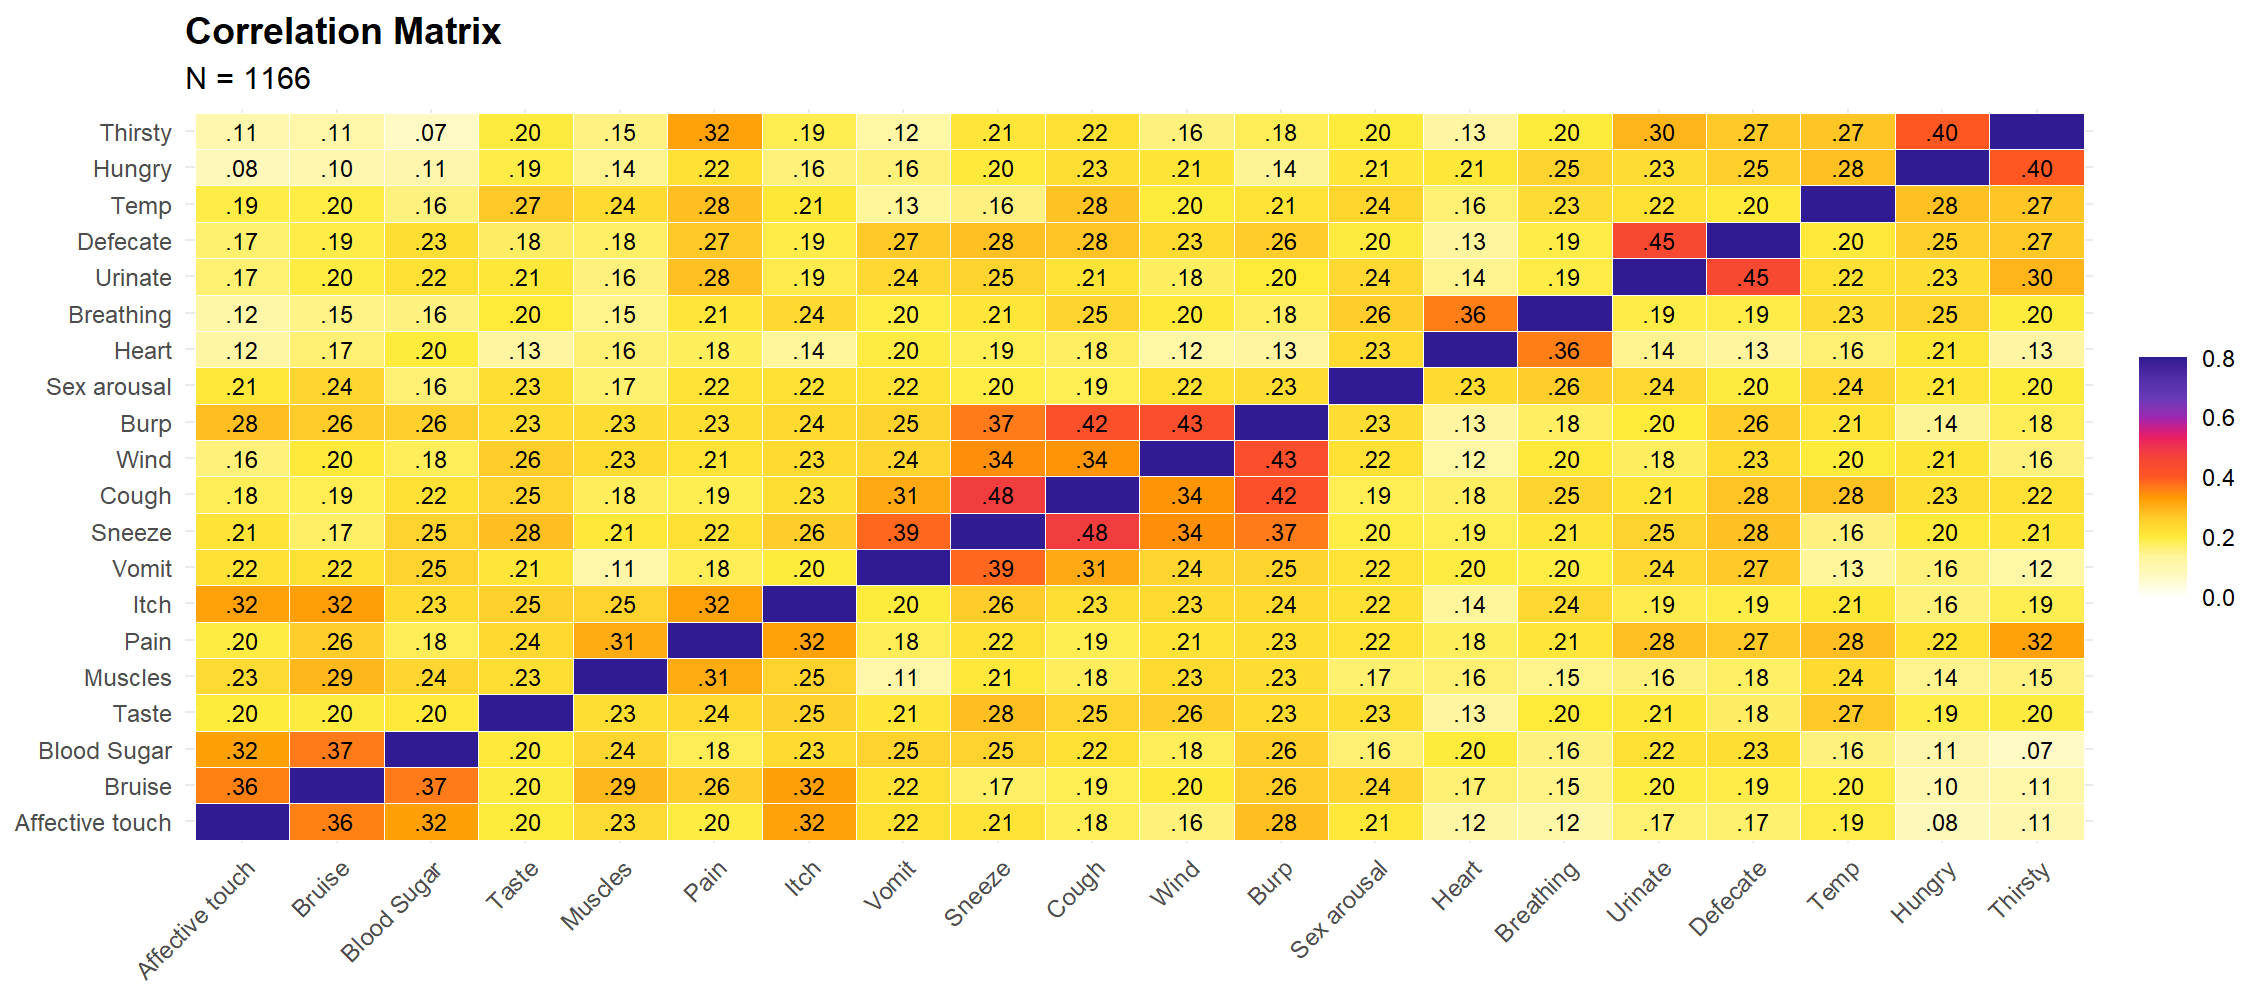 Correlation Matrix
N = 1166
Thirsty .11 .11 .07 .20 .15 .32 .19 .12 .21 .22 .16 .18 .20 .13 .20 .30 .27 .27 .40
Hungry .08 .10 .11 .19 .14 .22 .16 .16 .20 .23 .21 .14 .21 .21 .25 .23 .25 .28 .40
Temp .19 .20 .16 .27 .24 .28 .21 .13 .16 .28 .20 .21 .24 .16 .23 .22 .20 .28 .27
Defecate .17 .19 .23 .18 .18 .27 .19 .27 .28 .28 .23 .26 .20 .13 .19 .45 .20 .25 .27
Urinate .17 .20 .22 .21 .16 .28 .19 .24 .25 .21 .18 .20 .24 .14 .19 .45 .22 .23 .30
Breathing .12 .15 .16 .20 .15 .21 .24 .20 .21 .25 .20 .18 .26 .36 .19 .19 .23 .25 .20
Heart .12 .17 .20 .13 .16 .18 .14 .20 .19 .18 .12 .13 .23 .36 .14 .13 .16 .21 .13
Sex arousal .21 .24 .16 .23 .17 .22 .22 .22 .20 .19 .22 .23 .23 .26 .24 .20 .24 .21 .20
Burp .28 .26 .26 .23 .23 .23 .24 .25 .37 .42 .43 .23 .13 .18 .20 .26 .21 .14 .18
Wind .16 .20 .18 .26 .23 .21 .23 .24 .34 .34 .43 .22 .12 .20 .18 .23 .20 .21 .16
Cough .18 .19 .22 .25 .18 .19 .23 .31 .48 .34 .42 .19 .18 .25 .21 .28 .28 .23 .22
Sneeze .21 .17 .25 .28 .21 .22 .26 .39 .48 .34 .37 .20 .19 .21 .25 .28 .16 .20 .21
Vomit .22 .22 .25 .21 .11 .18 .20 .39 .31 .24 .25 .22 .20 .20 .24 .27 .13 .16 .12
Itch .32 .32 .23 .25 .25 .32 .20 .26 .23 .23 .24 .22 .14 .24 .19 .19 .21 .16 .19
Pain .20 .26 .18 .24 .31 .32 .18 .22 .19 .21 .23 .22 .18 .21 .28 .27 .28 .22 .32
Muscles .23 .29 .24 .23 .31 .25 .11 .21 .18 .23 .23 .17 .16 .15 .16 .18 .24 .14 .15
Taste .20 .20 .20 .23 .24 .25 .21 .28 .25 .26 .23 .23 .13 .20 .21 .18 .27 .19 .20
Blood Sugar .32 .37 .20 .24 .18 .23 .25 .25 .22 .18 .26 .16 .20 .16 .22 .23 .16 .11 .07
Bruise .36 .37 .20 .29 .26 .32 .22 .17 .19 .20 .26 .24 .17 .15 .20 .19 .20 .10 .11
Affective touch .36 .32 .20 .23 .20 .32 .22 .21 .18 .16 .28 .21 .12 .12 .17 .17 .19 .08 .11
Affective touch Bruise Blood Sugar Taste Muscles Pain Itch Vomit Sneeze Cough Wind Burp Sex arousal Heart Breathing Urinate Defecate Temp Hungry Thirsty
0.8
0.6
0.4
0.2
0.0